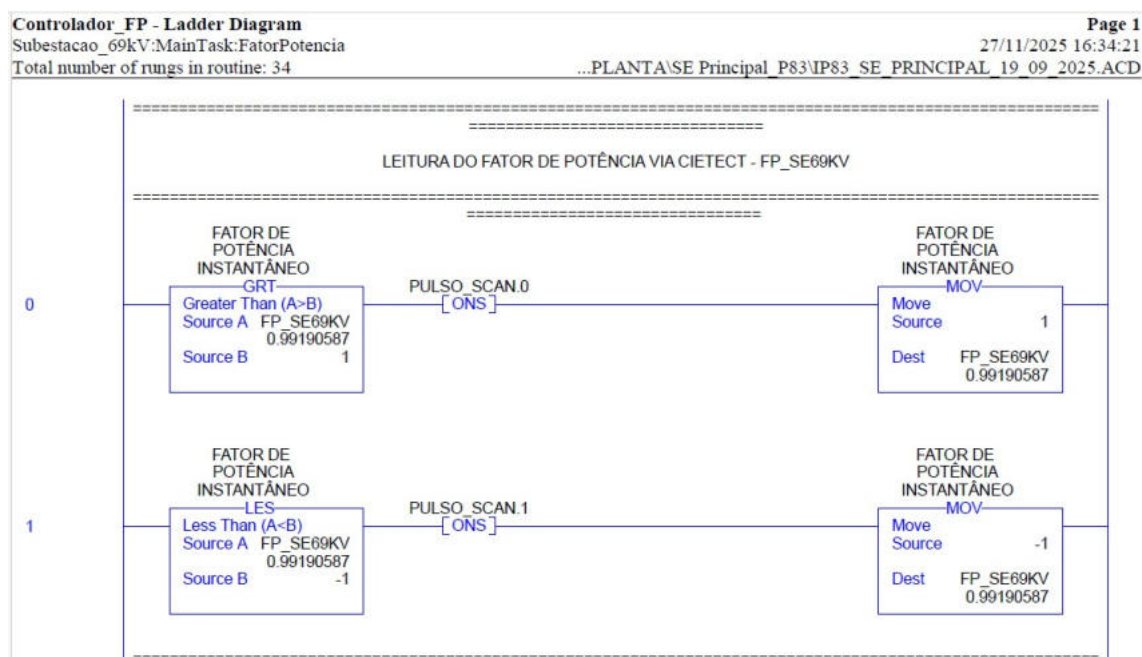 Controlador_FP - Ladder Diagram Page 1
Subestacao_69kV:MainTask:FatorPotencia 27/11/2025 16:34:21
Total number of rungs in routine: 34 ...PLANTA\SE Principal_P83\IP83_SE_PRINCIPAL_19_09_2025.ACD
LEITURA DO FATOR DE POTÊNCIA VIA CIETECT - FP_SE69KV
FATOR DE FATOR DE
POTÊNCIA POTÊNCIA
INSTANTÂNEO INSTANTÂNEO
GRT PULSO_SCAN.0 MOV
0 Greater Than (A>B) ONS Move
Source A FP_SE69KV Source 1
0.99190587
Source B 1 Dest FP_SE69KV
0.99190587
FATOR DE FATOR DE
POTÊNCIA POTÊNCIA
INSTANTÂNEO INSTANTÂNEO
LES PULSO_SCAN.1 MOV
1 Less Than (A<B) ONS Move
Source A FP_SE69KV Source -1
0.99190587
Source B -1 Dest FP_SE69KV
0.99190587